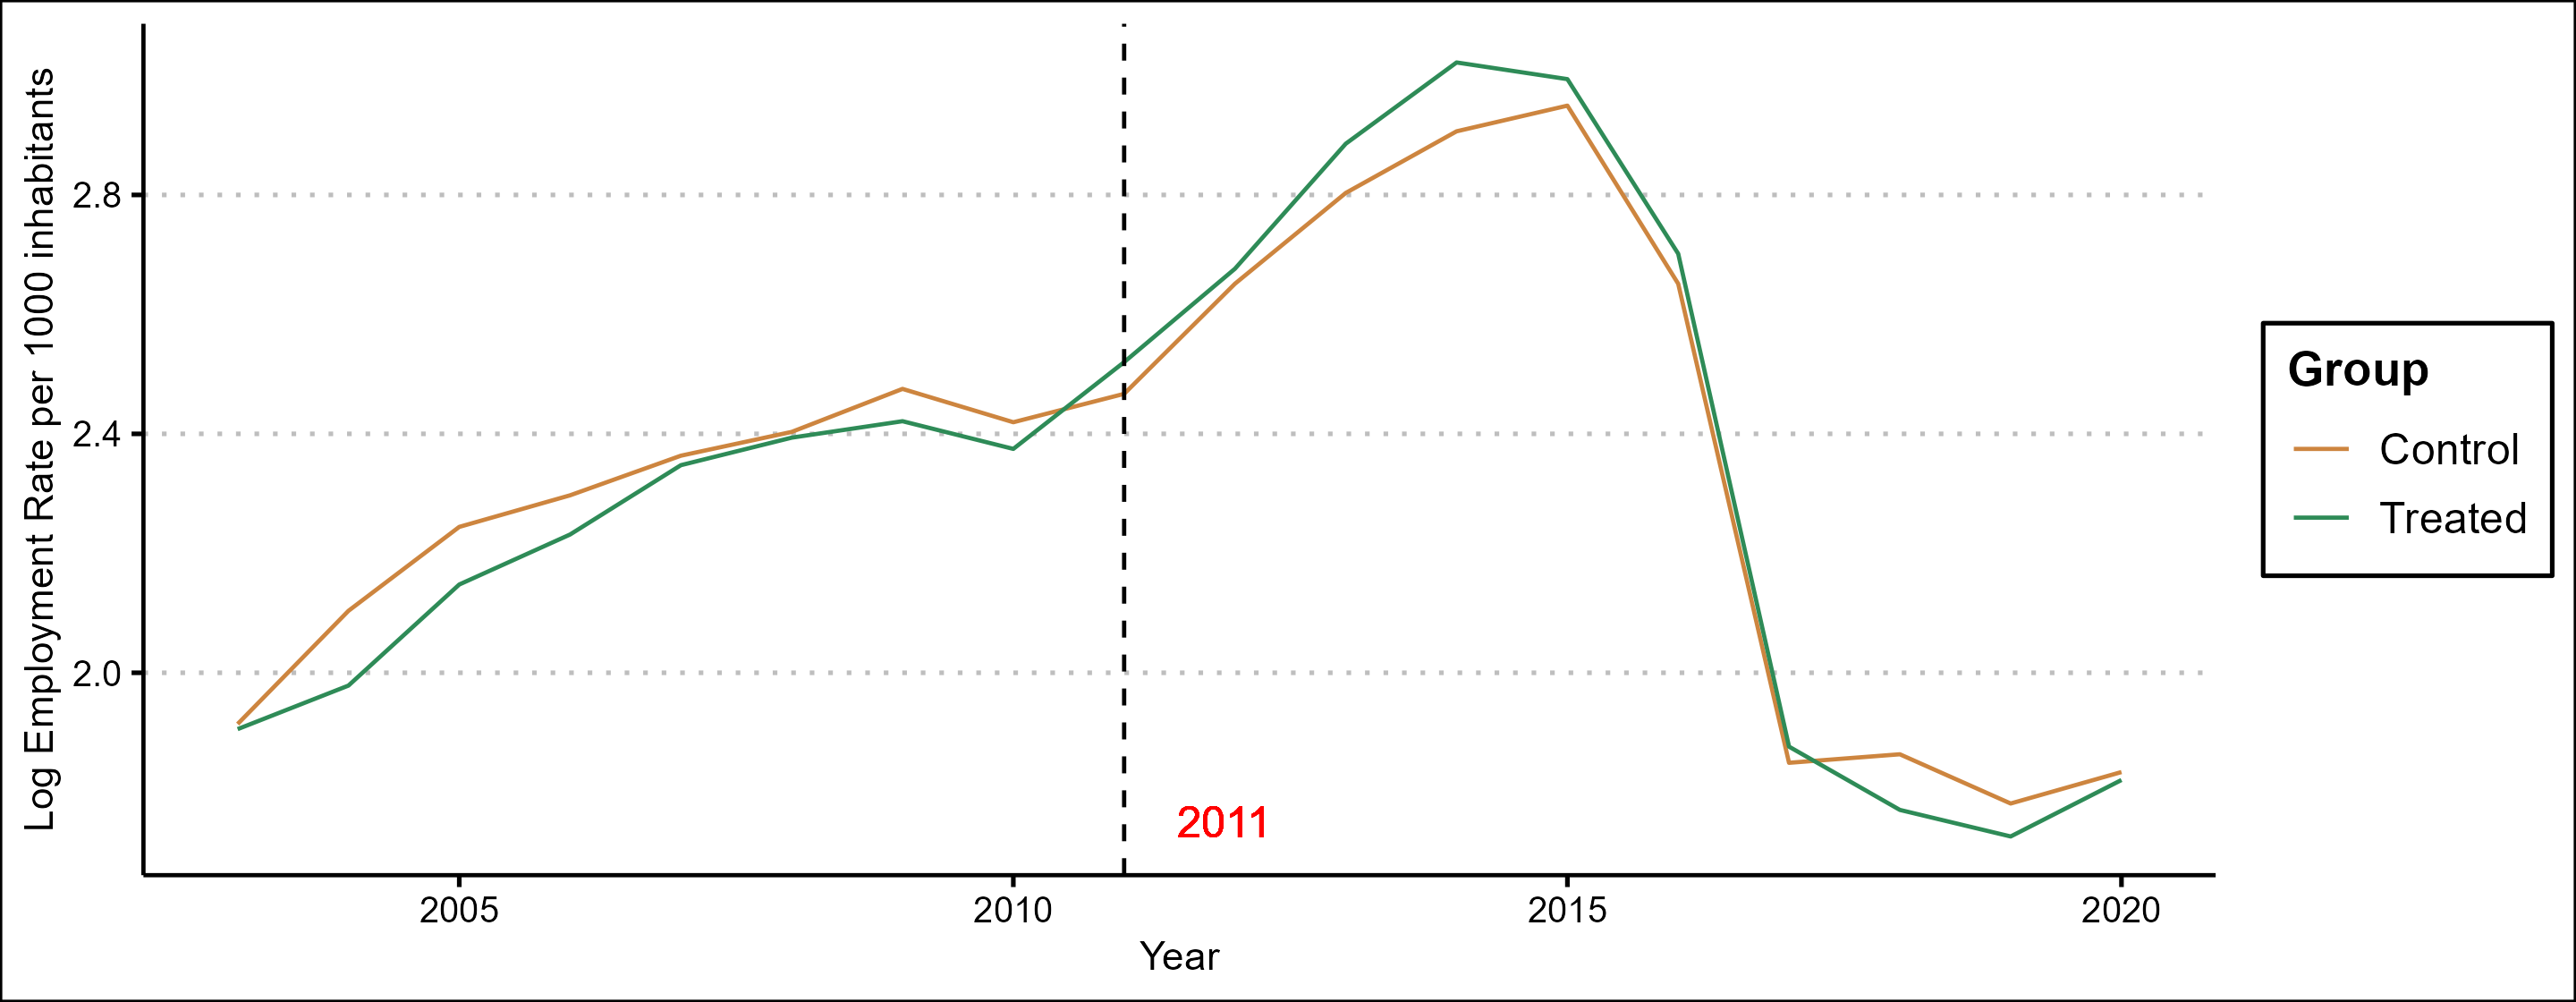 Log Employment Rate per 1000 inhabitants
2.8
2.4
2.0
2011
2005
2010
2015
2020
Year
Group
Control
Treated